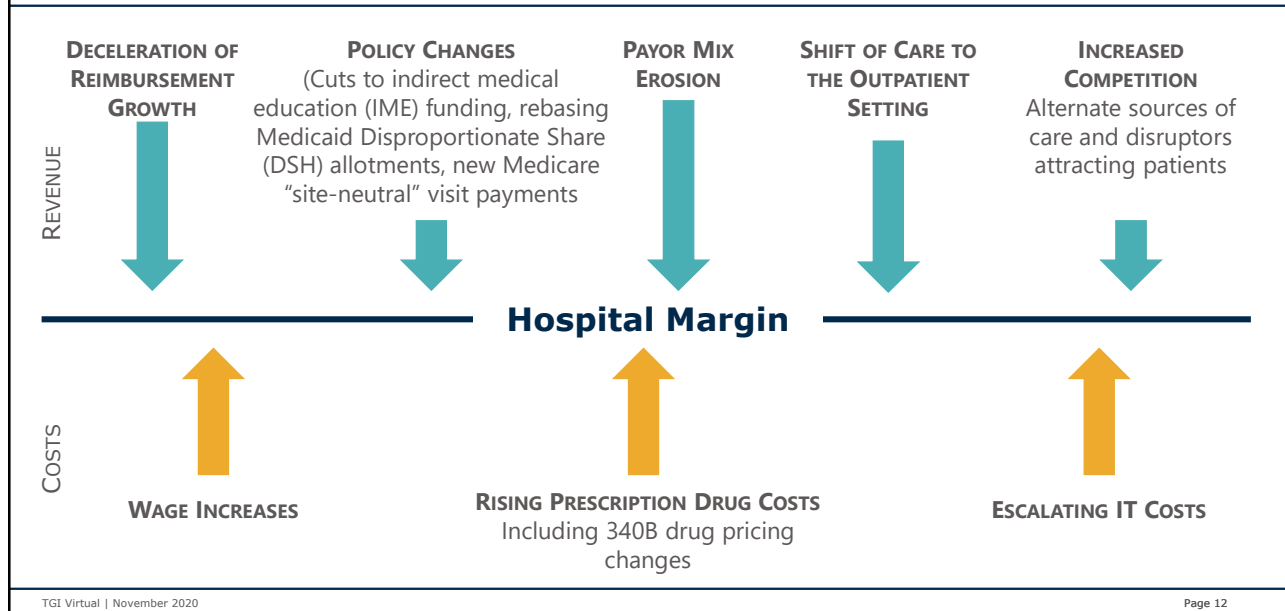 DECELERATION OF
REIMBURSEMENT
GROWTH
POLICY CHANGES
(Cuts to indirect medical
education (IME) funding, rebasing
Medicaid Disproportionate Share
(DSH) allotments, new Medicare
“site-neutral” visit payments
PAYOR MIX
EROSION
SHIFT OF CARE TO
THE OUTPATIENT
SETTING
INCREASED
COMPETITION
Alternate sources of
care and disruptors
attracting patients
REVENUE
Hospital Margin
COSTS
WAGE INCREASES
RISING PRESCRIPTION DRUG COSTS
Including 340B drug pricing
changes
ESCALATING IT COSTS
TGI Virtual | November 2020
Page 12